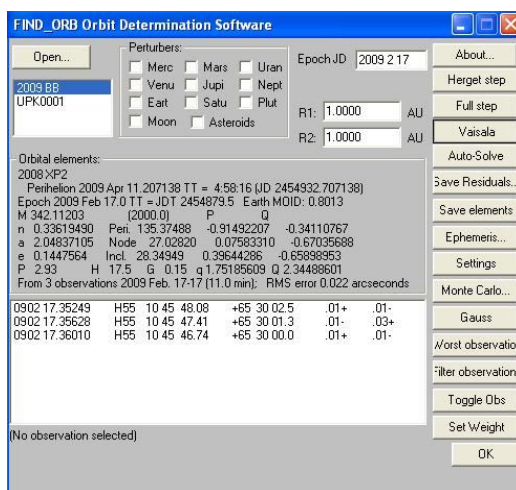 FIND_ORB Orbit Determination Software
Open...
Perturbers:
Merc Mars Uran
Venu Jupi Nept
Eart Satu Plut
Moon Asteroids
Epoch JD 2009 2 17
R1: 1.0000 AU
R2: 1.0000 AU
2009 BB
UPK0001
Orbital elements:
2008 XP2
Perihelion 2009 Apr 11.207138 TT = 4:58:16 (JD 2454932.707138)
Epoch 2009 Feb 17.0 TT = JDT 2454879.5 Earth MOID: 0.8013
M 342.11203 (2000.0) P Q
n 0.33619490 Peri. 135.37488 -0.91492207 -0.34110767
a 2.04837105 Node 27.02820 0.07583310 -0.67035688
e 0.1447564 Incl. 28.34949 0.39644286 -0.65898953
P 2.93 H 17.5 G 0.15 q 1.75185609 Q 2.34488601
From 3 observations 2009 Feb. 17-17 (11.0 min); RMS error 0.022 arcseconds
0902 17.35249 H55 10 45 48.08 +65 30 02.5 .01+ .01-
0902 17.35628 H55 10 45 47.41 +65 30 01.3 .01- .03+
0902 17.36010 H55 10 45 46.74 +65 30 00.0 .01+ .01-
(No observation selected)
About...
Herget step
Full step
Vaisala
Auto-Solve
Save Residuals..
Save elements
Ephemeris...
Settings
Monte Carlo...
Gauss
Worst observatio
Filter observation
Toggle Obs
Set Weight
OK